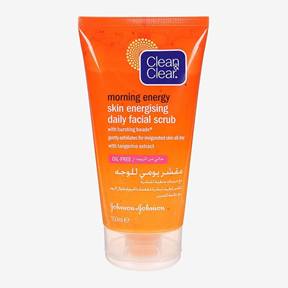 Clean &
Clear.
morning energy
skin energising
daily facial scrub
with bursting beads®
gently exfoliates for invigorated skin all day
with tangerine extract
OIL-FREE / خالي من الزيوت
مقشر يومي للوجه
Johnson & Johnson
150ml e